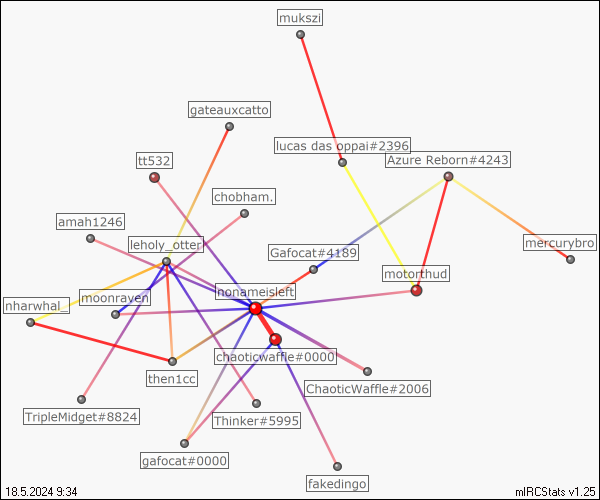 mukszi
gateauxcatto
lucas das oppai#2396
tt532
Azure Reborn#4243
chobham.
amah1246
leholy_otter
Gafocat#4189
mercurybro
motorthud
nonameisleft
moonraven
nharwhal_
chaoticwaffle#0000
then1cc
ChaoticWaffle#2006
TripleMidget#8824
Thinker#5995
gafocat#0000
fakedingo
18.5.2024 9:34
mIRCStats v1.25